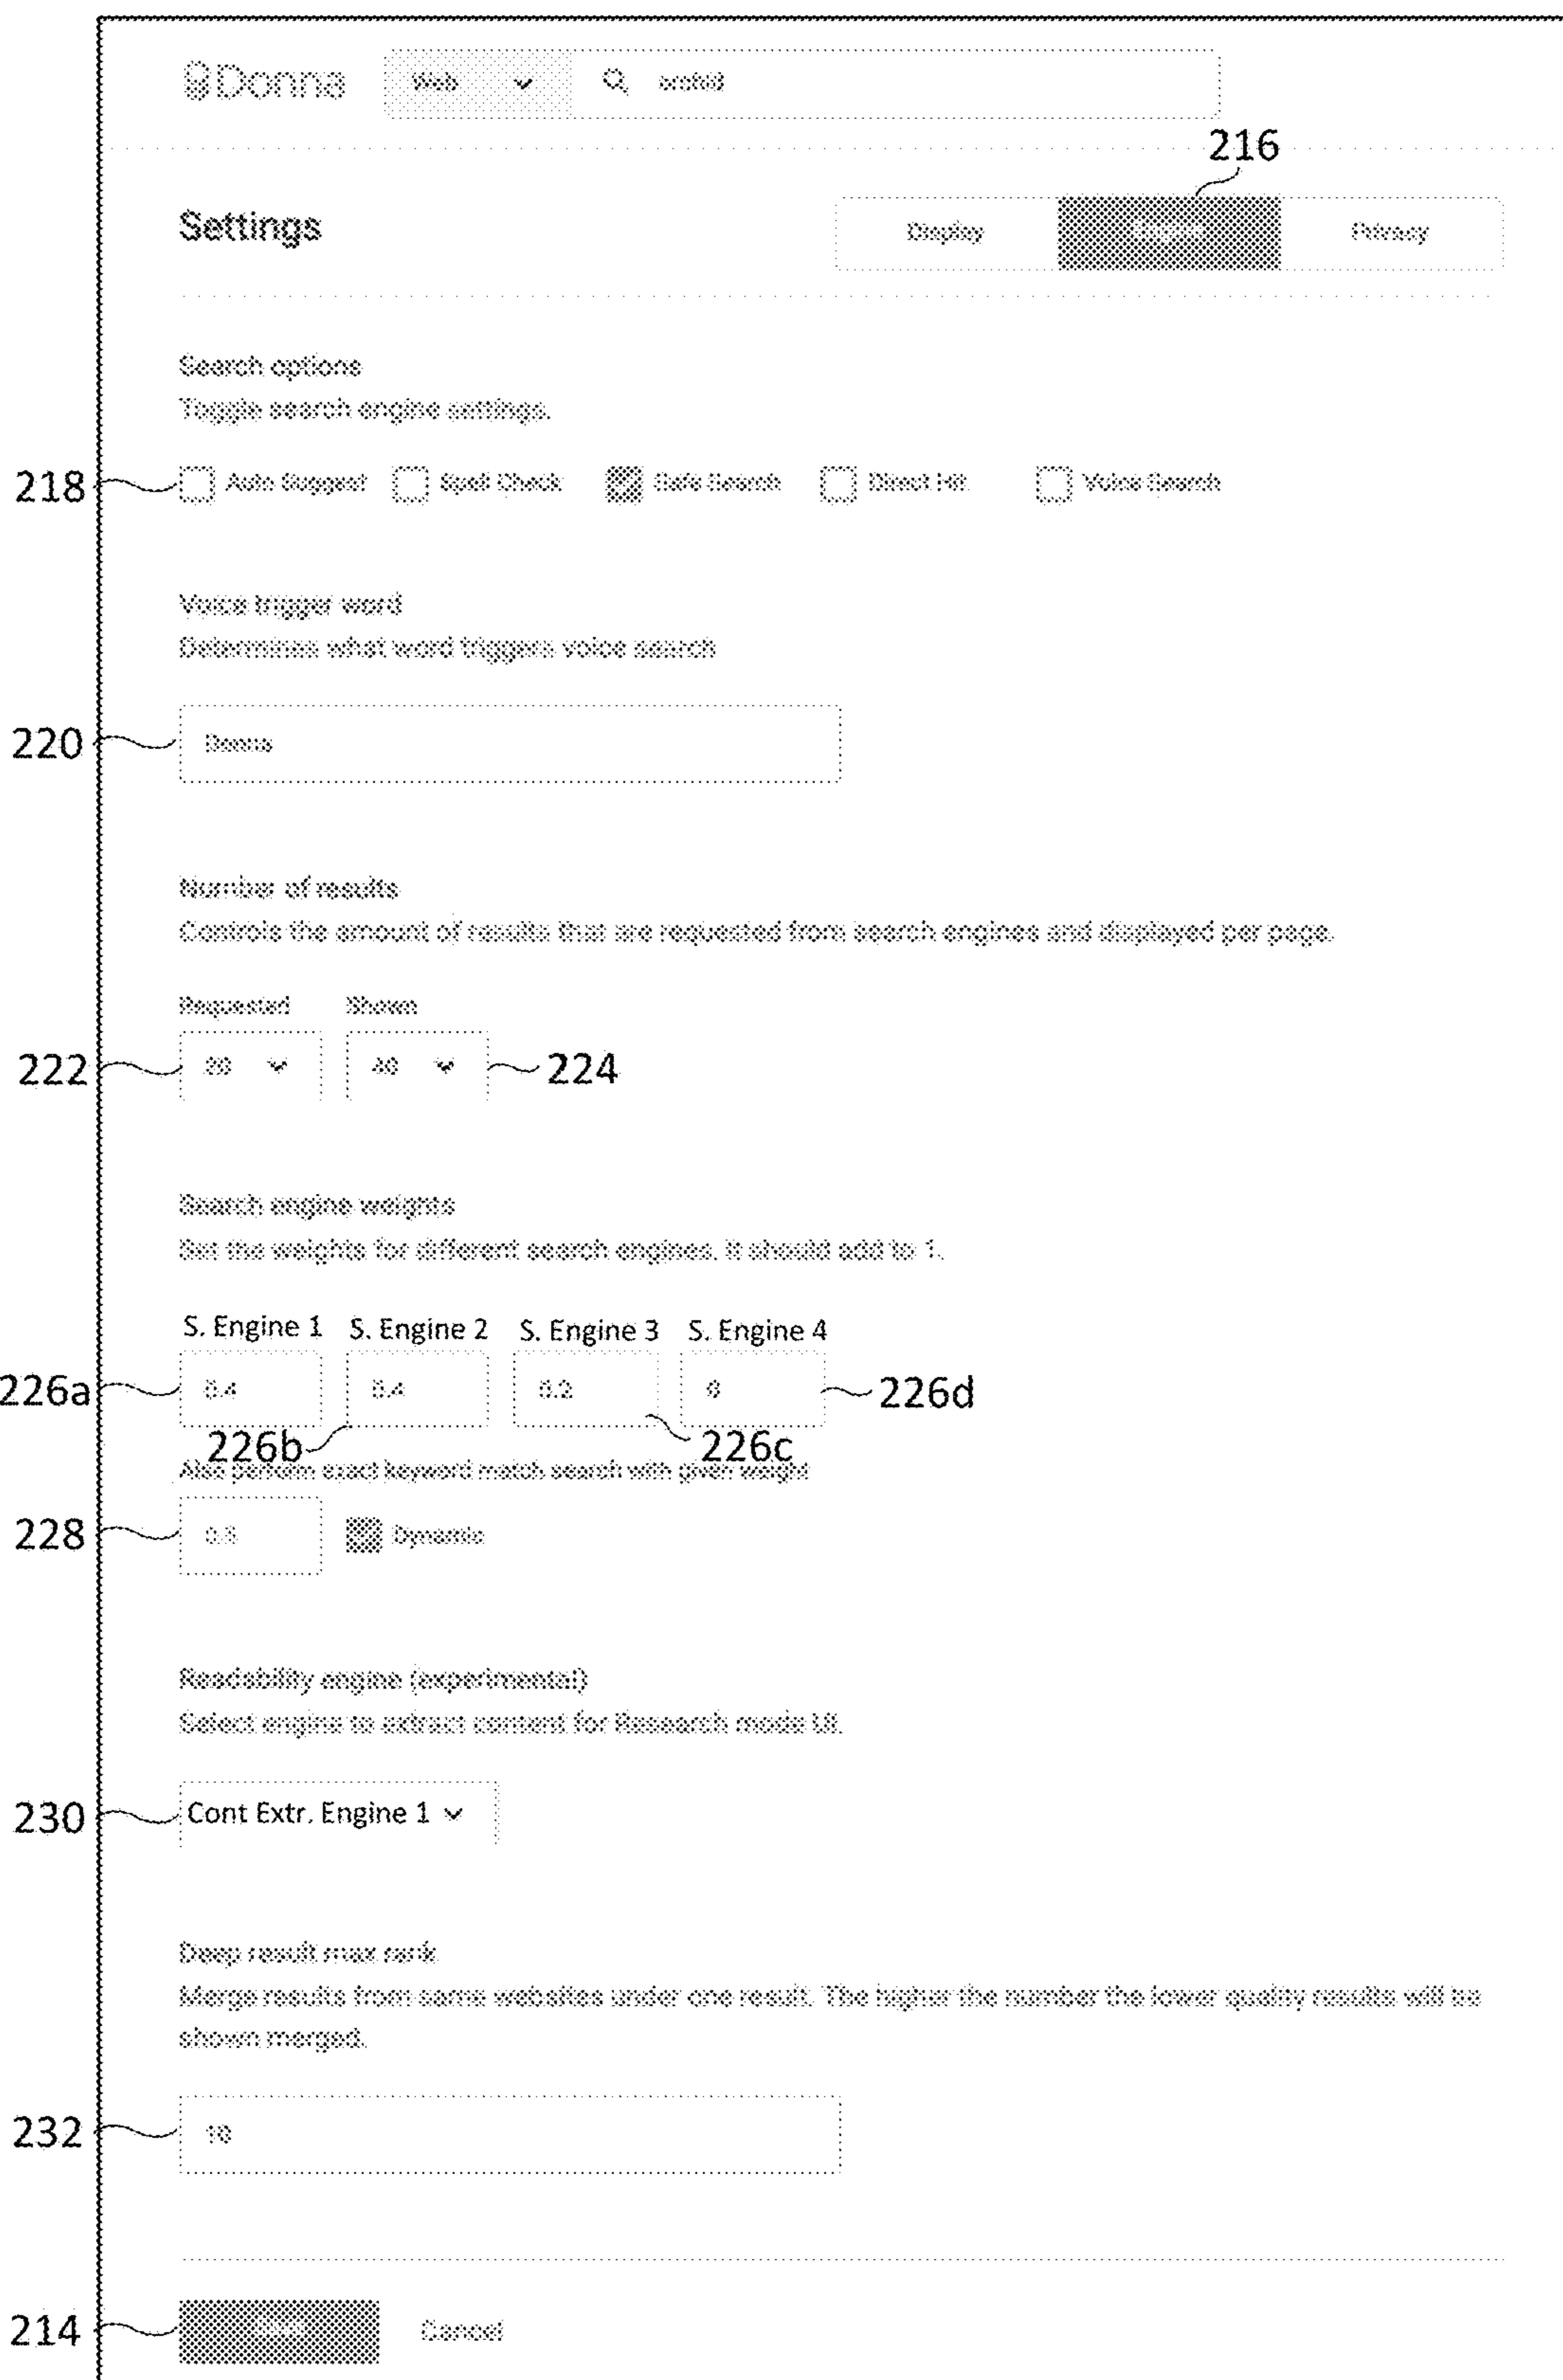 Donna Web orchid
216
Settings Display Engine Privacy
Search options
Toggle search engine settings.
218 Auto Suggest Spell Check Safe Search Direct Hit Voice Search
Voice trigger word
Determines what word triggers voice search
220 Donna
Number of results
Controls the amount of results that are requested from search engines and displayed per page.
Requested Shown
222 20 40 224
Search engine weights
Set the weights for different search engines. It should add to 1.
S. Engine 1 S. Engine 2 S. Engine 3 S. Engine 4
226a 0.4 0.4 0.2 0 226d
226b 226c
Also perform exact keyword match search with given weight
228 Dynamic
Readability engine (experimental)
Select engine to extract content for Research mode UI.
230 Cont Extr. Engine 1
Deep result max rank
Merge results from same websites under one result. The higher the number the lower quality results will be
shown merged.
232 10
214 Cancel